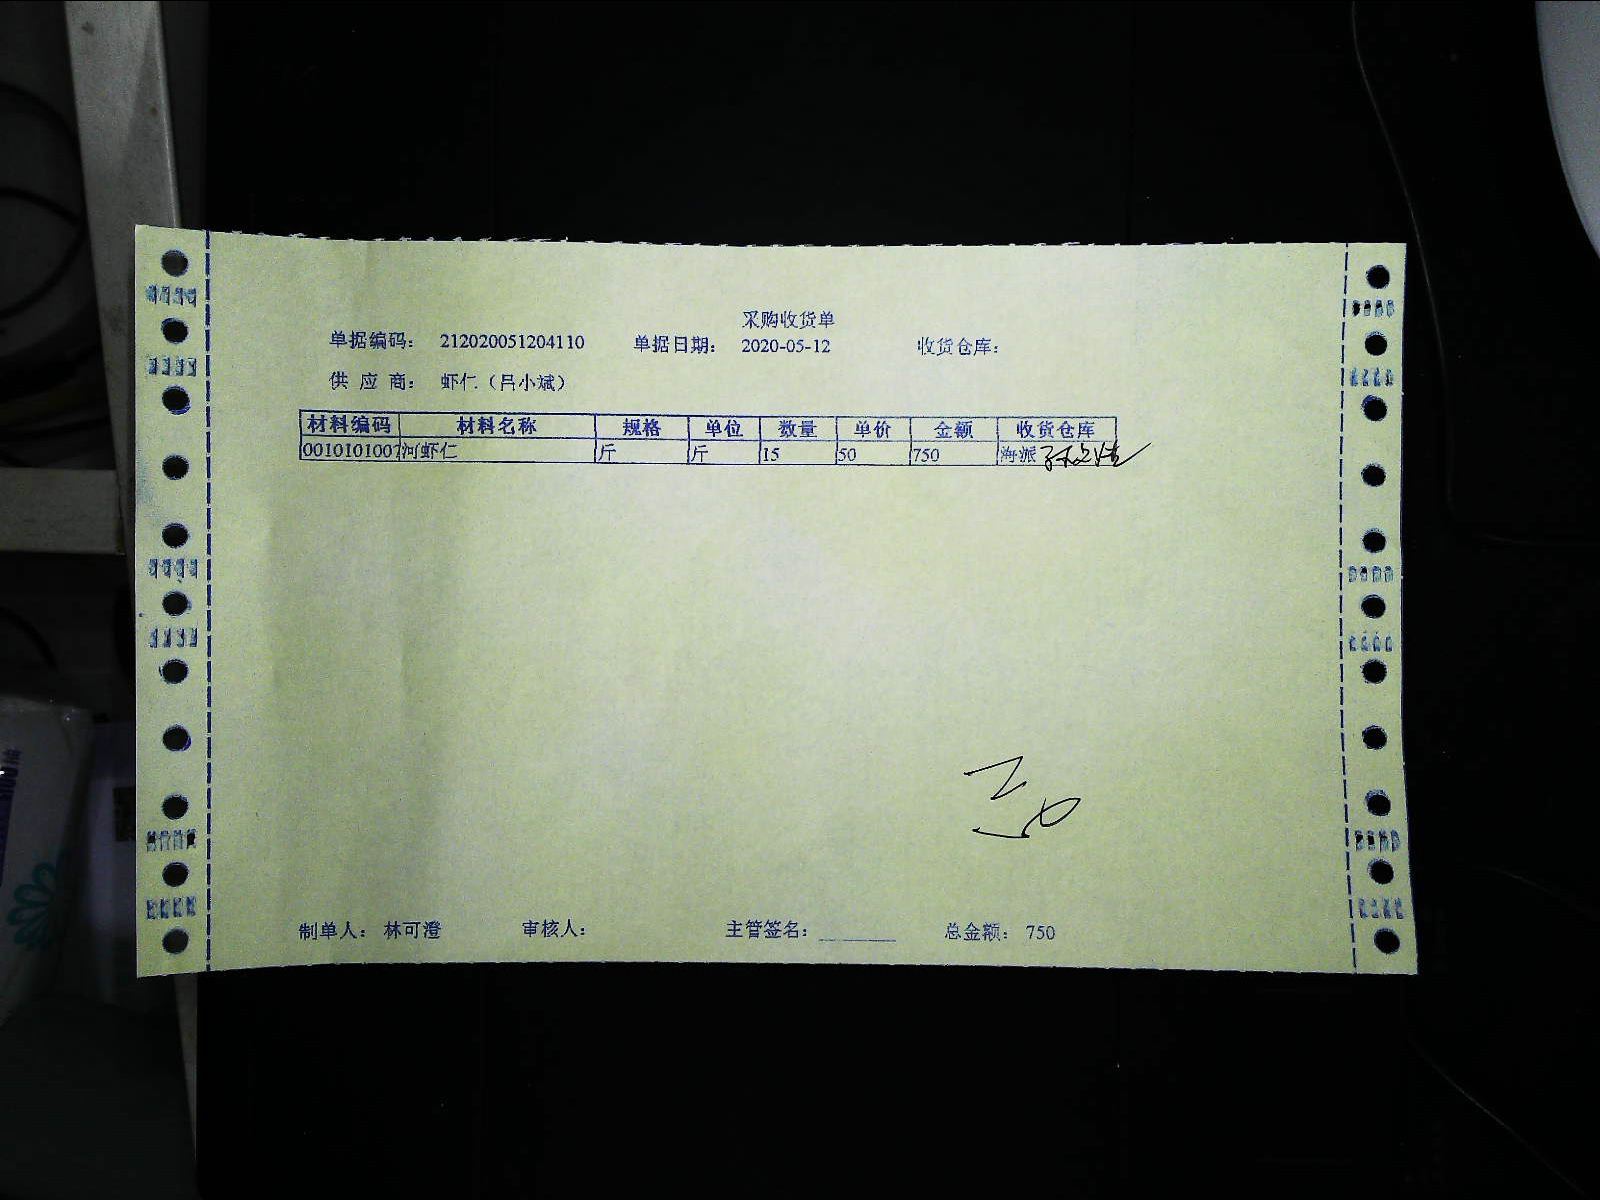 采购收货单
单据编码： 212020051204110 单据日期： 2020-05-12 收货仓库：
供 应 商： 虾仁（吕小斌）
材料编码 材料名称 规格 单位 数量 单价 金额 收货仓库
0010101007 河虾仁 斤 斤 15 50 750 海派
制单人： 林可澄 审核人： 主管签名： 总金额： 750